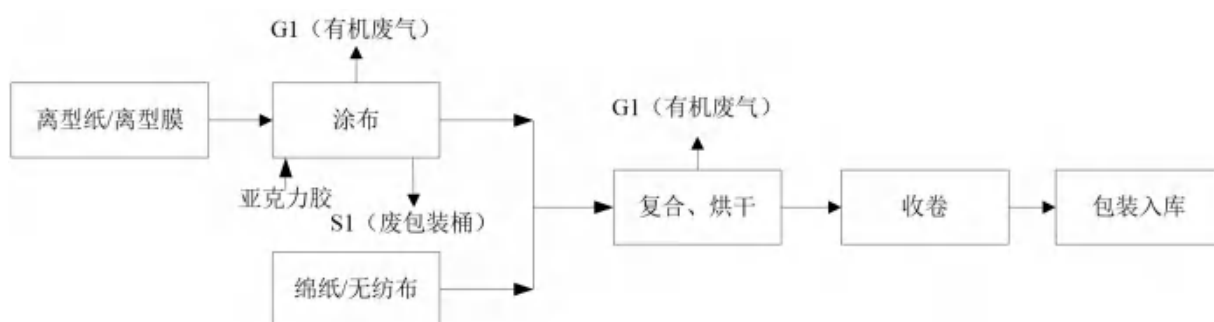 G1（有机废气）
离型纸/离型膜
涂布
G1（有机废气）
亚克力胶
S1（废包装桶）
复合、烘干
收卷
包装入库
绵纸/无纺布